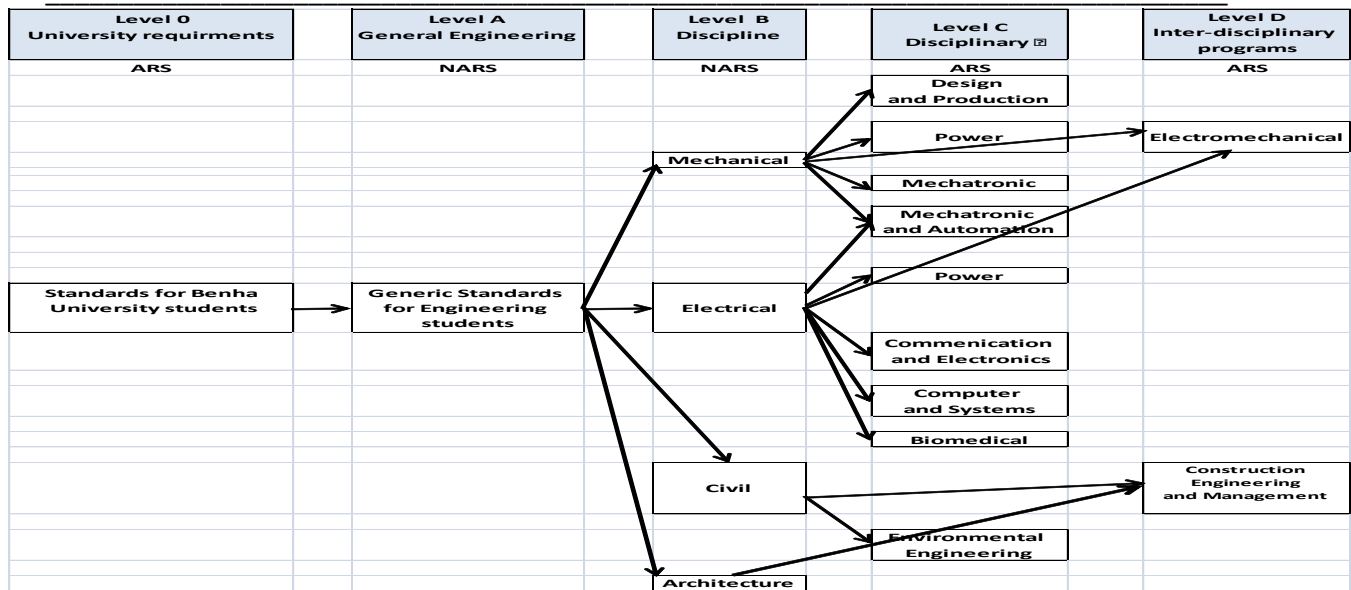 Level 0
University requirments
Level A
General Engineering
Level B
Discipline
Level C
Disciplinary
Level D
Inter-disciplinary
programs
ARS
NARS
NARS
ARS
ARS
Design
and Production
Power
Electromechanical
Mechanical
Mechatronic
Mechatronic
and Automation
Power
Standards for Benha
University students
Generic Standards
for Engineering
students
Electrical
Commenication
and Electronics
Computer
and Systems
Biomedical
Civil
Construction
Engineering
and Management
Environmental
Engineering
Architecture